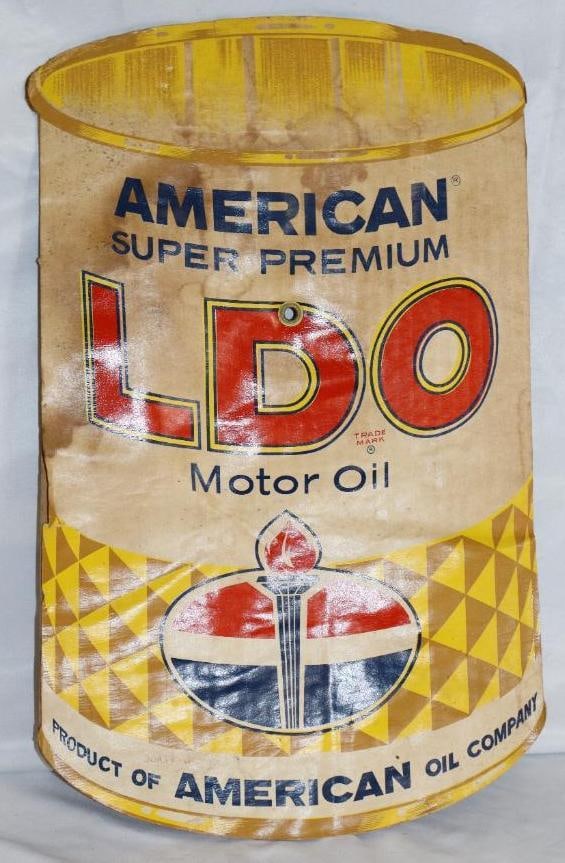 AMERICAN®
SUPER PREMIUM
LDO
TRADE
MARK
®
Motor Oil
PRODUCT OF AMERICAN OIL COMPANY